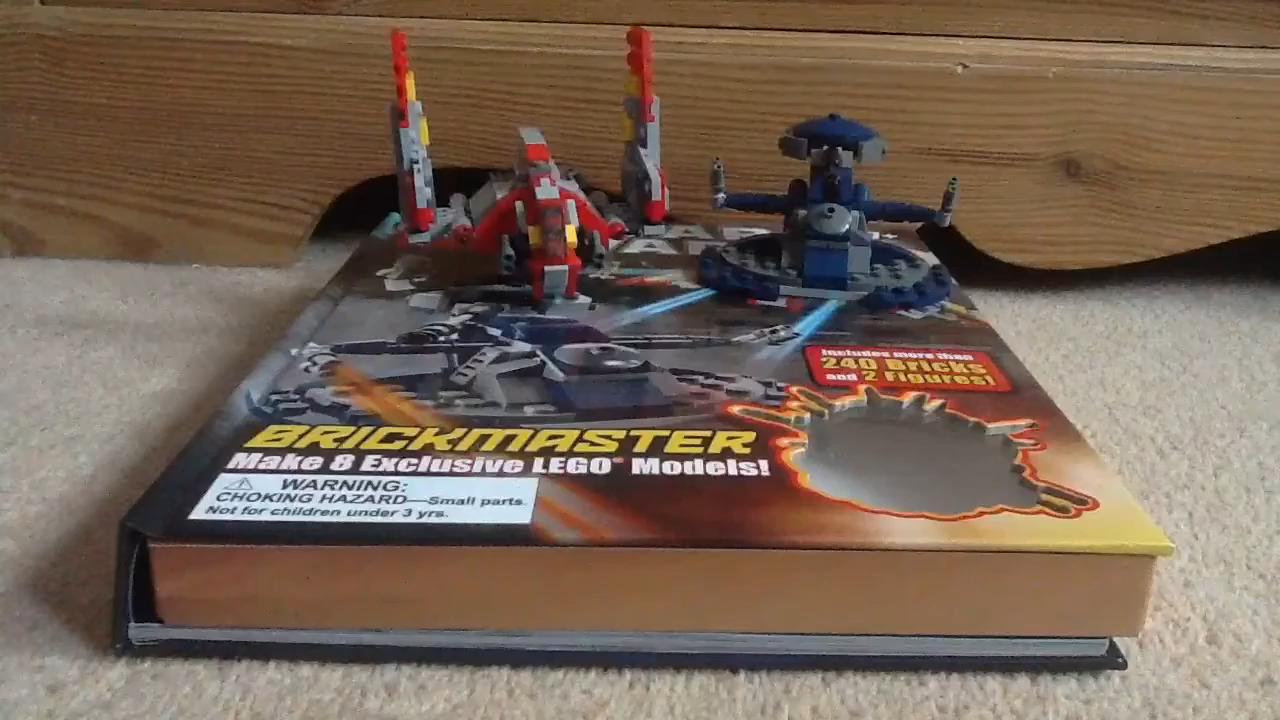 Includes more than
240 Bricks
and 2 Figures!
BRICKMASTER
Make 8 Exclusive LEGO® Models!
⚠ WARNING:
CHOKING HAZARD—Small parts.
Not for children under 3 yrs.